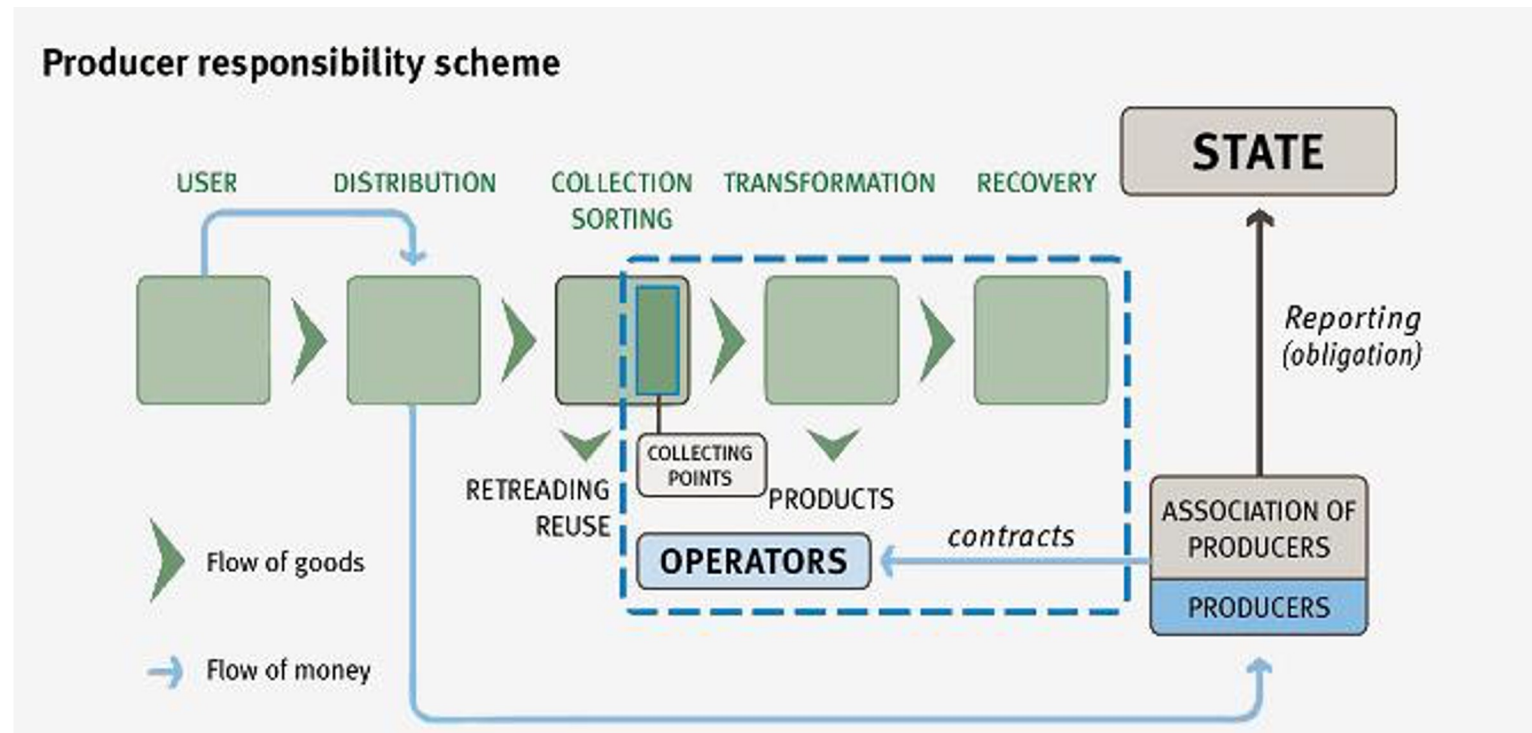 Producer responsibility scheme
STATE
USER
DISTRIBUTION
COLLECTION
SORTING
TRANSFORMATION
RECOVERY
Reporting
(obligation)
COLLECTING
POINTS
RETREADING
REUSE
PRODUCTS
OPERATORS
contracts
ASSOCIATION OF
PRODUCERS
PRODUCERS
Flow of goods
Flow of money